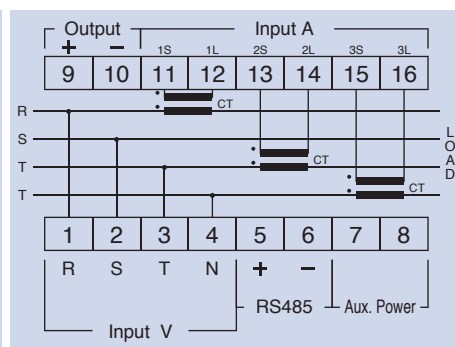 Output Input A
+ − 1S 1L 2S 2L 3S 3L
9 10 11 12 13 14 15 16
R CT
S
T CT
T CT
LOAD
1 2 3 4 5 6 7 8
R S T N + −
RS485 Aux. Power
Input V